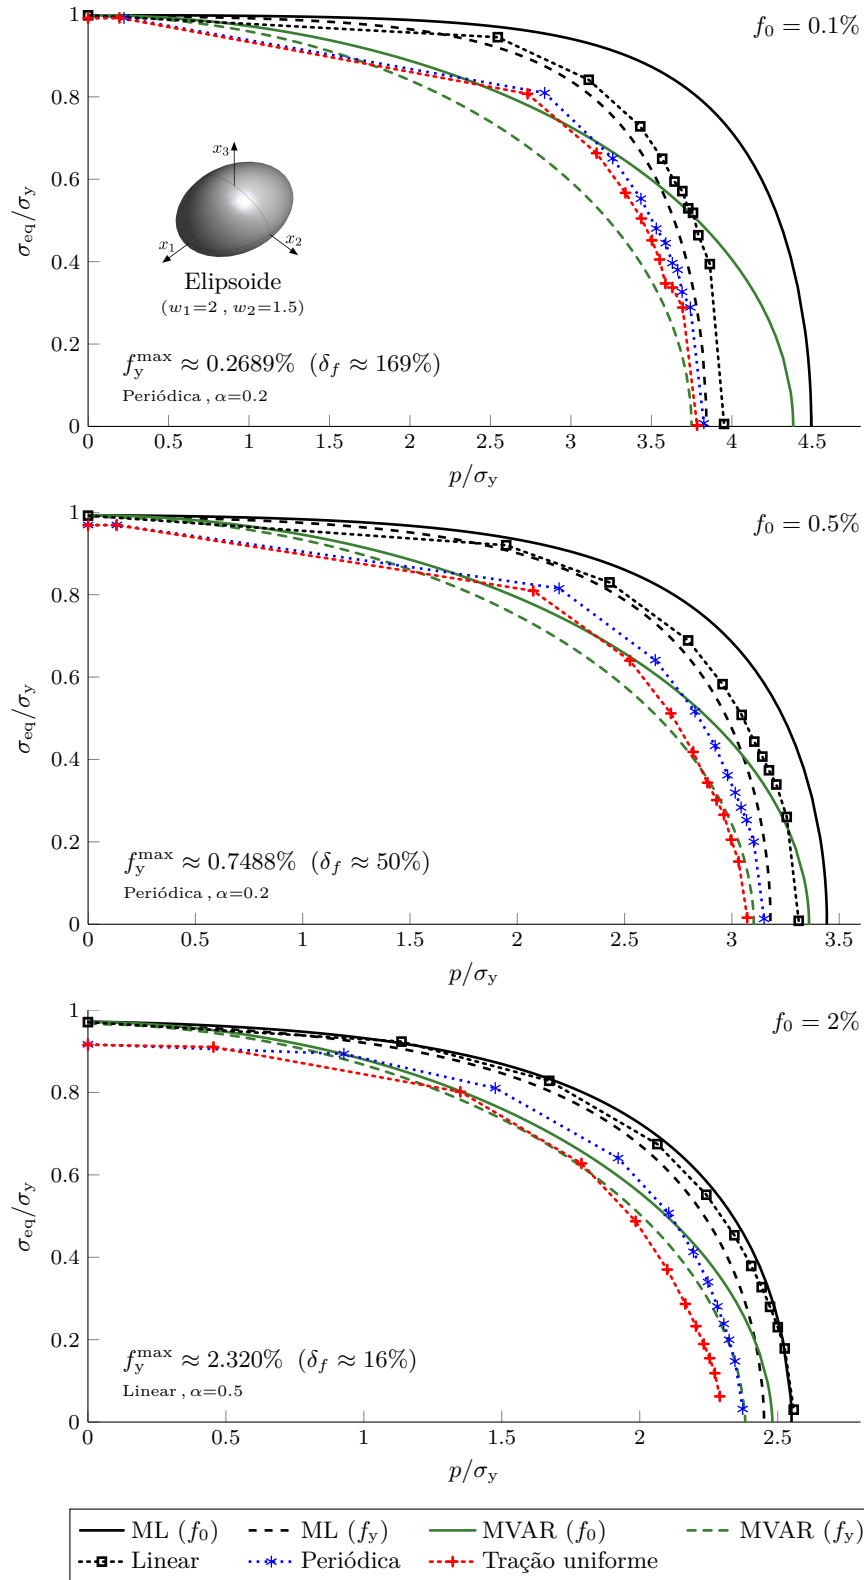 f₀ = 0.1%
σeq/σy
1
0.8
0.6
0.4
0.2
0
x₃
x₁
x₂
Elipsoide
(w₁=2 , w₂=1.5)
fyᵐᵃˣ ≈ 0.2689% (δf ≈ 169%)
Periódica , α=0.2
0 0.5 1 1.5 2 2.5 3 3.5 4 4.5
p/σy
f₀ = 0.5%
σeq/σy
1
0.8
0.6
0.4
0.2
0
fyᵐᵃˣ ≈ 0.7488% (δf ≈ 50%)
Periódica , α=0.2
0 0.5 1 1.5 2 2.5 3 3.5
p/σy
f₀ = 2%
σeq/σy
1
0.8
0.6
0.4
0.2
0
fyᵐᵃˣ ≈ 2.320% (δf ≈ 16%)
Linear , α=0.5
0 0.5 1 1.5 2 2.5
p/σy
ML (f₀) ML (fy) MVAR (f₀) MVAR (fy)
Linear Periódica Tração uniforme